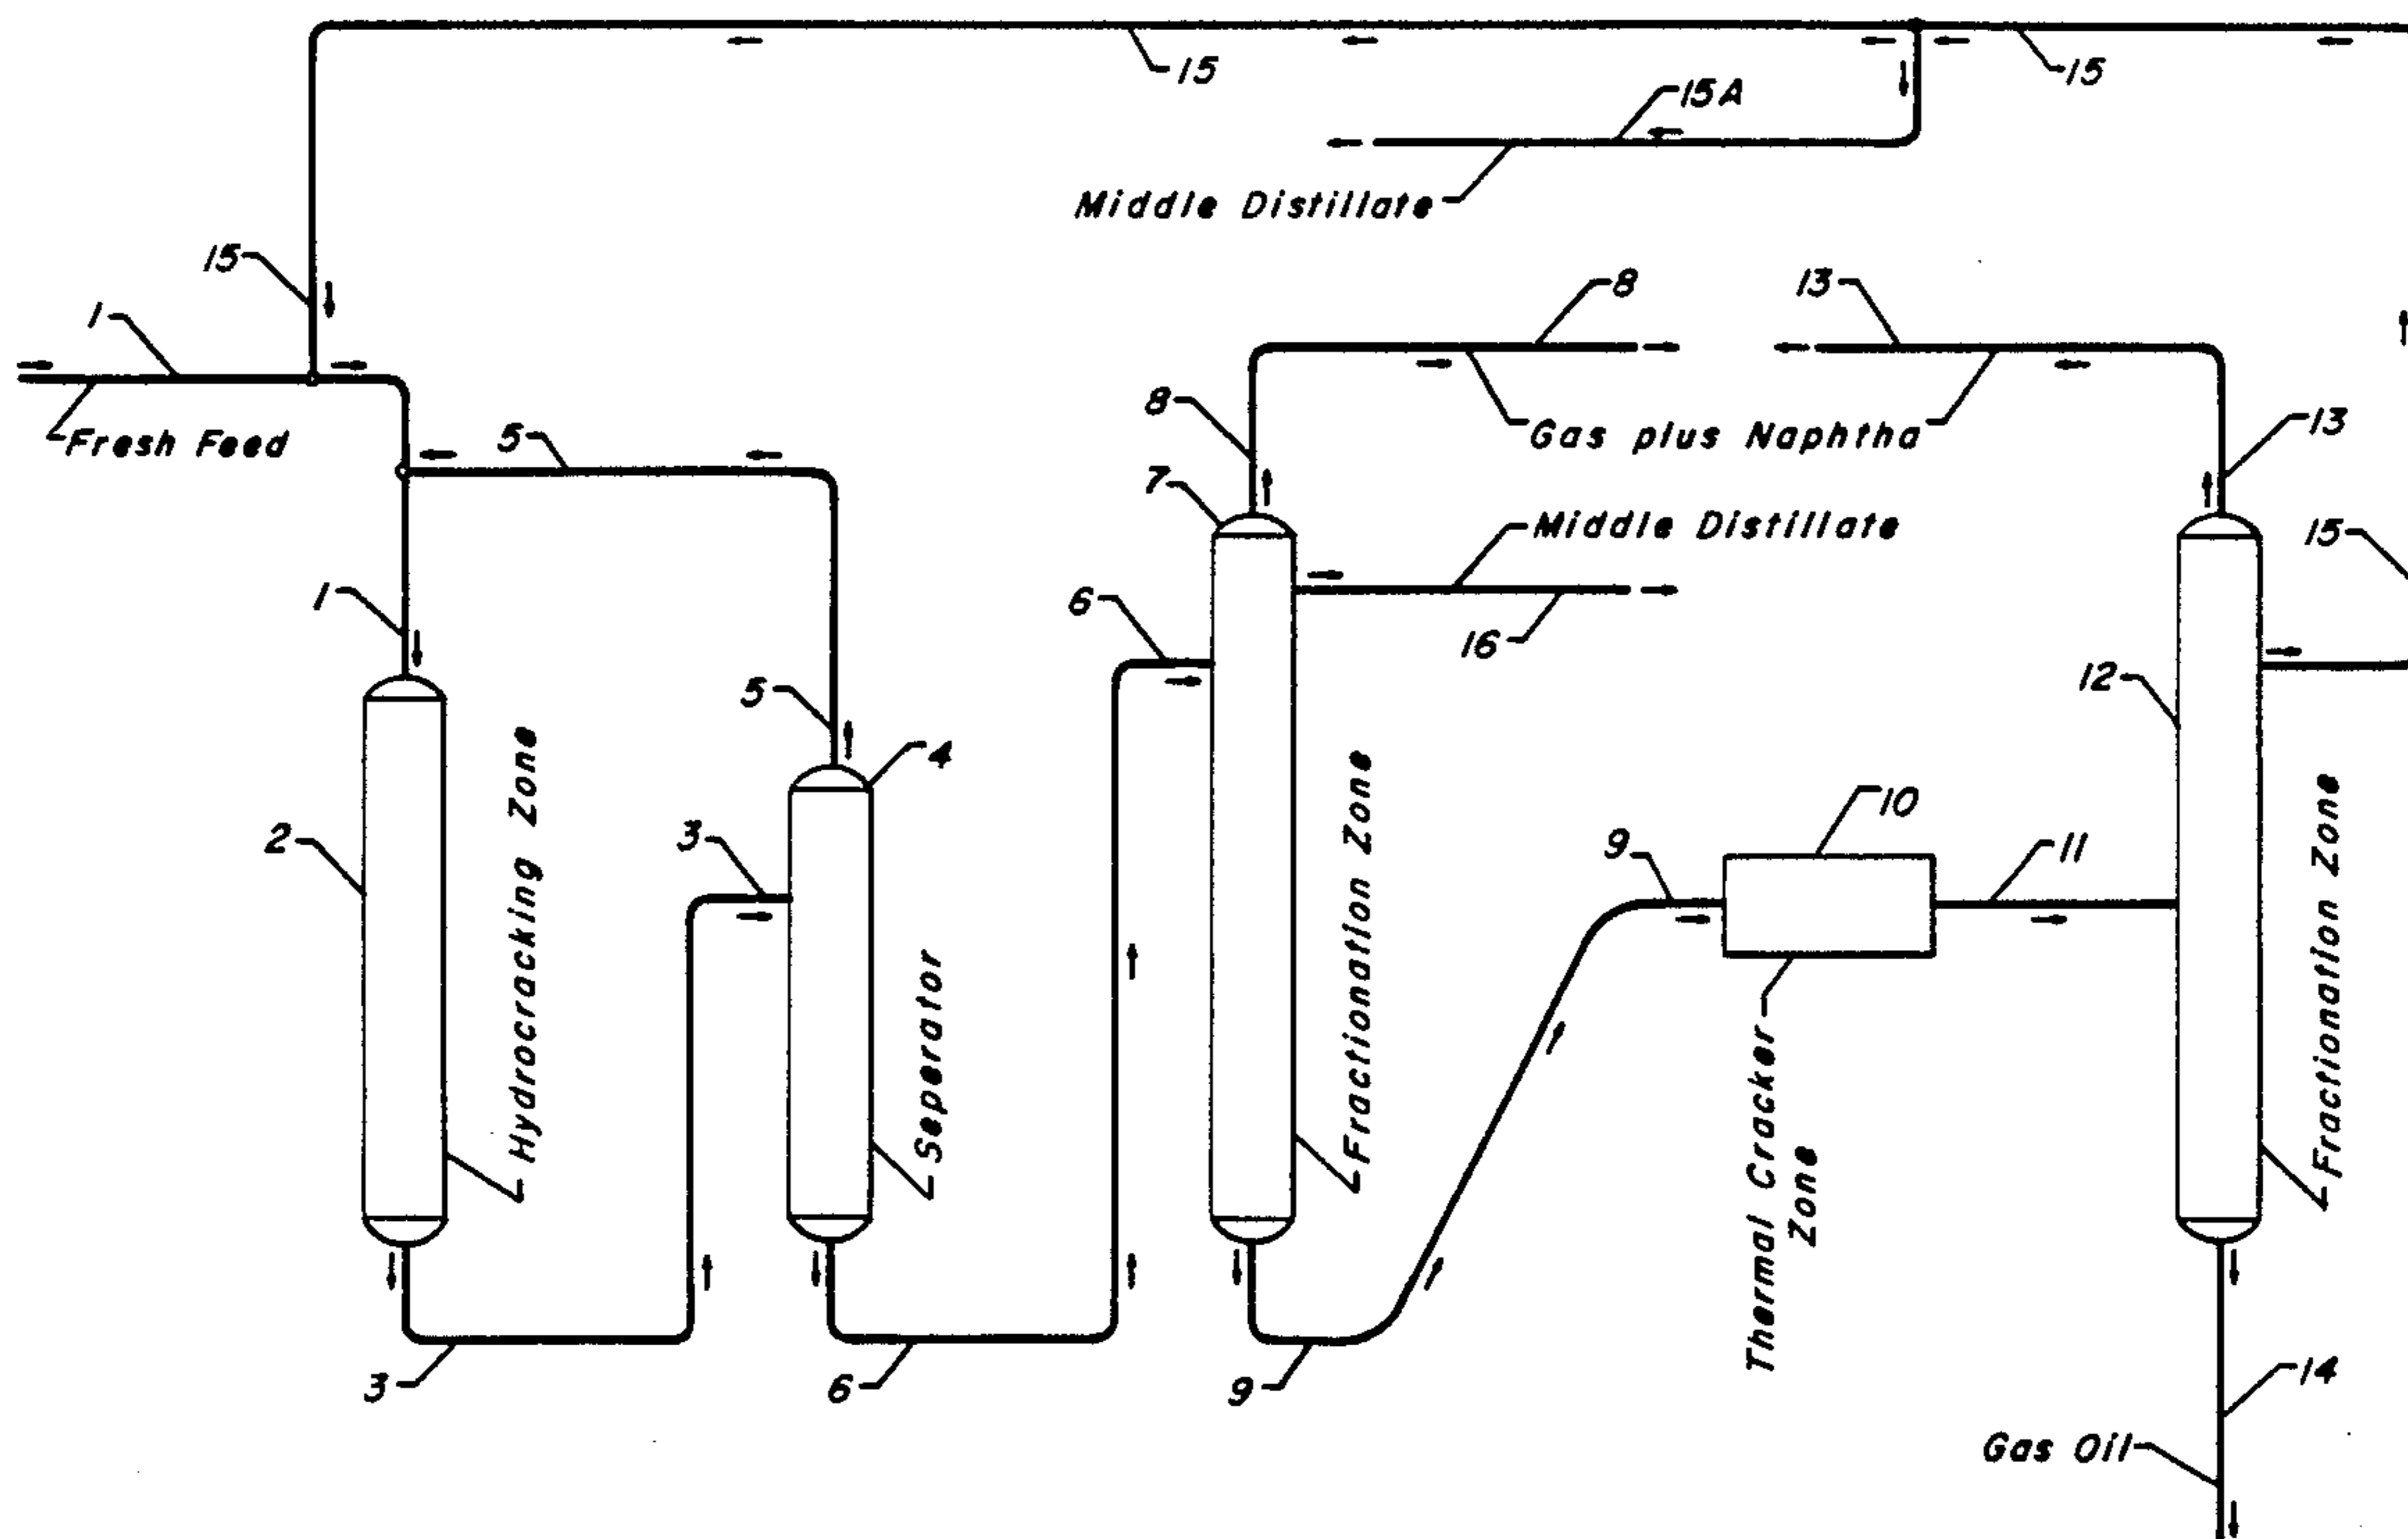 15
15
15A
Middle Distillate
15
8
13
1
8
Gas plus Naphtha
13
Fresh Feed
5
7
Middle Distillate
15
1
6
16
12
5
4
10
2
3
9
11
Hydrocracking Zone
Seperator
Fractionation Zone
Thermal Cracker
Zone
Fractionation Zone
3
6
9
14
Gas Oil